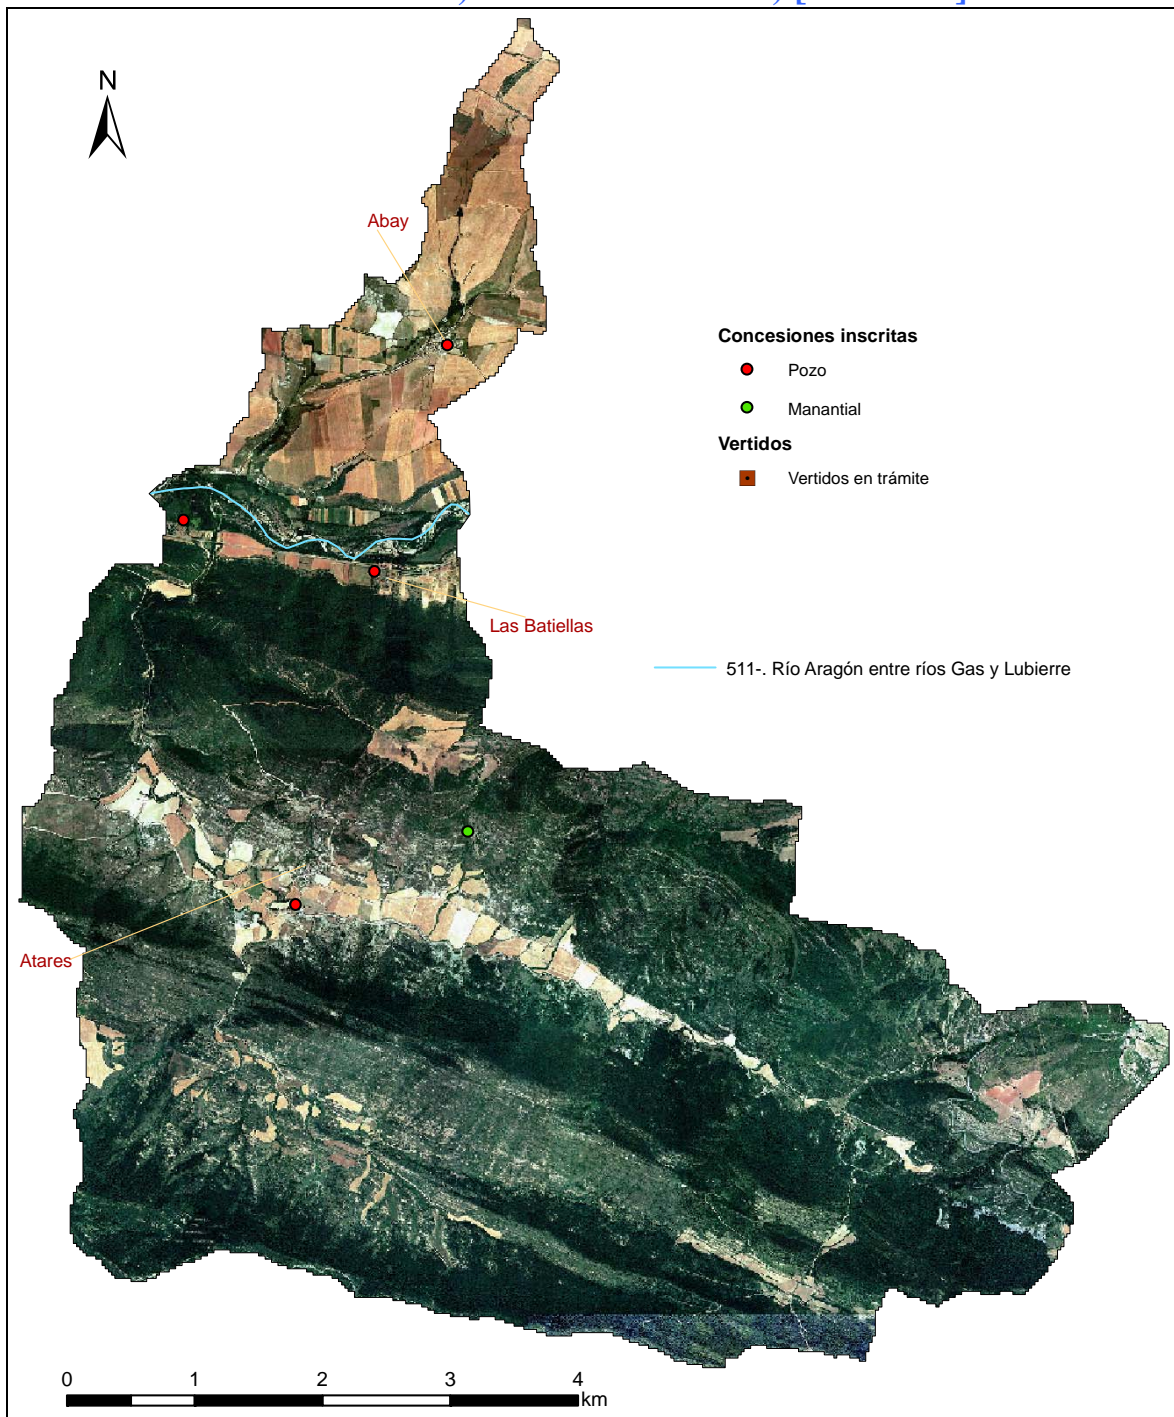 N
Abay
Concesiones inscritas
Pozo
Manantial
Vertidos
Vertidos en trámite
Las Batiellas
511-. Río Aragón entre ríos Gas y Lubierre
Atares
0 1 2 3 4
km